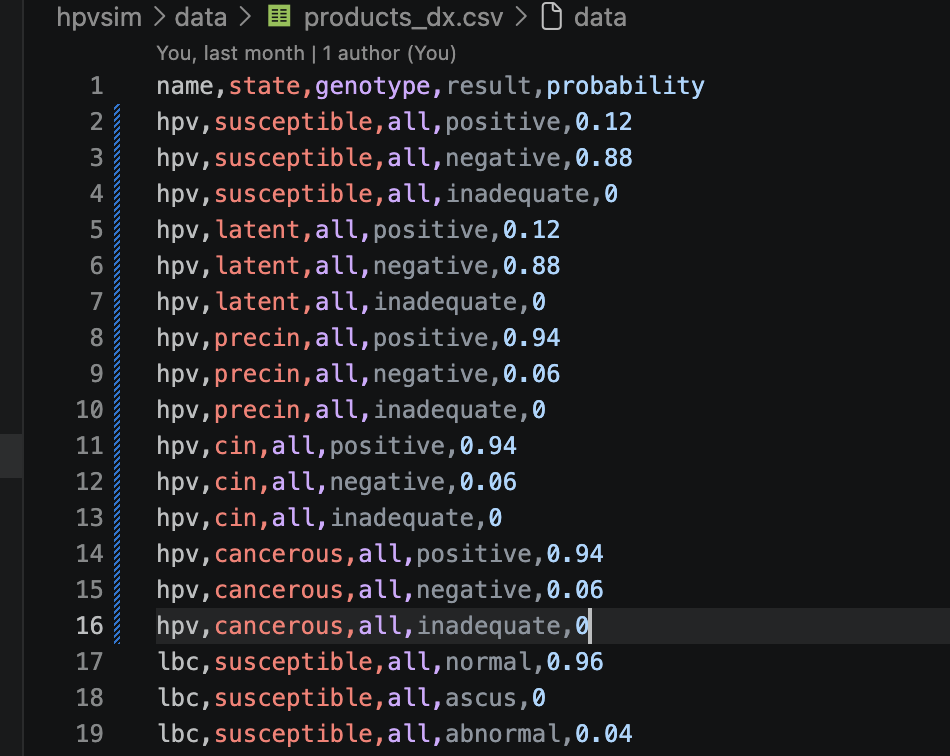 hpvsim > data > products_dx.csv > data
You, last month | 1 author (You)
1 name,state,genotype,result,probability
2 hpv,susceptible,all,positive,0.12
3 hpv,susceptible,all,negative,0.88
4 hpv,susceptible,all,inadequate,0
5 hpv,latent,all,positive,0.12
6 hpv,latent,all,negative,0.88
7 hpv,latent,all,inadequate,0
8 hpv,precin,all,positive,0.94
9 hpv,precin,all,negative,0.06
10 hpv,precin,all,inadequate,0
11 hpv,cin,all,positive,0.94
12 hpv,cin,all,negative,0.06
13 hpv,cin,all,inadequate,0
14 hpv,cancerous,all,positive,0.94
15 hpv,cancerous,all,negative,0.06
16 hpv,cancerous,all,inadequate,0
17 lbc,susceptible,all,normal,0.96
18 lbc,susceptible,all,ascus,0
19 lbc,susceptible,all,abnormal,0.04